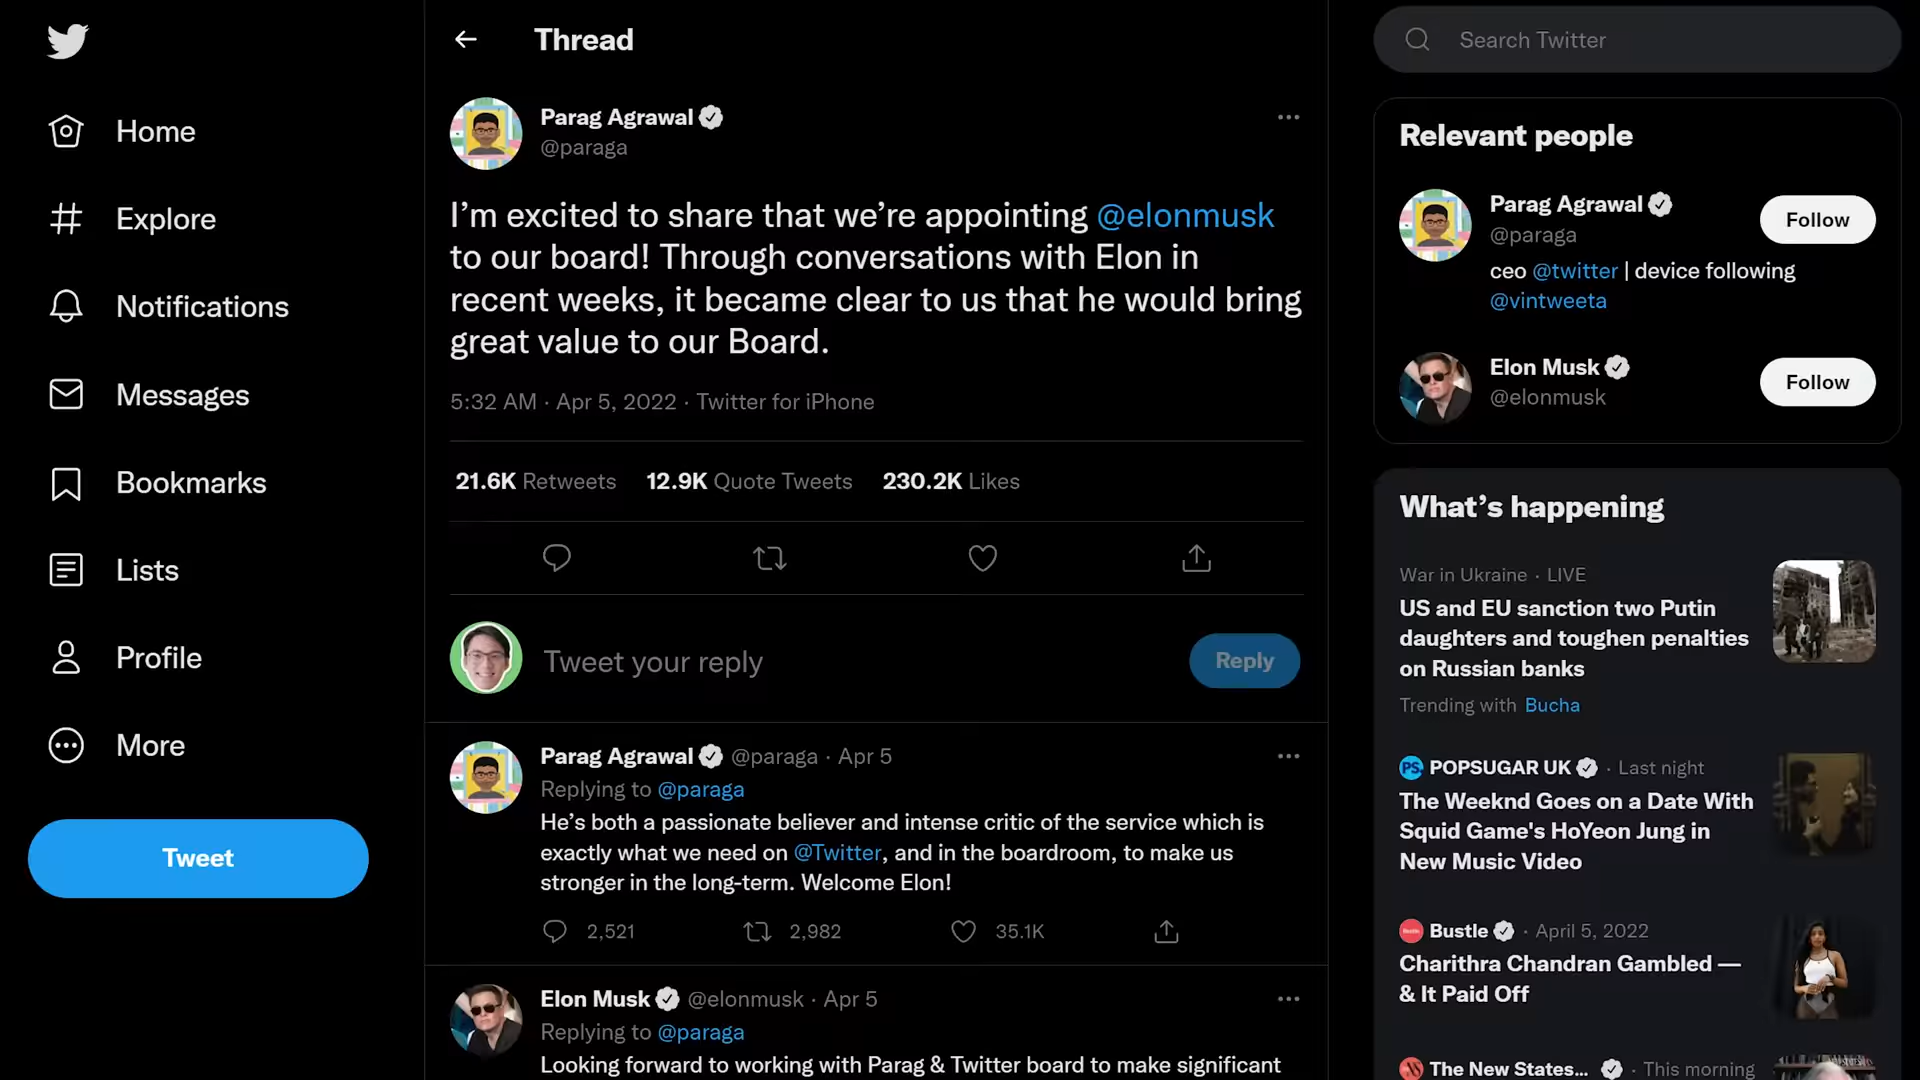 Home
Explore
Notifications
Messages
Bookmarks
Lists
Profile
More
Tweet
Thread
Parag Agrawal
@paraga
I’m excited to share that we’re appointing @elonmusk
to our board! Through conversations with Elon in
recent weeks, it became clear to us that he would bring
great value to our Board.
5:32 AM · Apr 5, 2022 · Twitter for iPhone
21.6K Retweets 12.9K Quote Tweets 230.2K Likes
Tweet your reply
Reply
Parag Agrawal @paraga · Apr 5
Replying to @paraga
He’s both a passionate believer and intense critic of the service which is
exactly what we need on @Twitter, and in the boardroom, to make us
stronger in the long-term. Welcome Elon!
2,521 2,982 35.1K
Elon Musk @elonmusk · Apr 5
Replying to @paraga
Looking forward to working with Parag & Twitter board to make significant
Search Twitter
Relevant people
Parag Agrawal
@paraga
Follow
ceo @twitter | device following
@vintweeta
Elon Musk
@elonmusk
Follow
What’s happening
War in Ukraine · LIVE
US and EU sanction two Putin
daughters and toughen penalties
on Russian banks
Trending with Bucha
PS POPSUGAR UK · Last night
The Weeknd Goes on a Date With
Squid Game's HoYeon Jung in
New Music Video
Bustle · April 5, 2022
Charithra Chandran Gambled —
& It Paid Off
The New States... · This morning